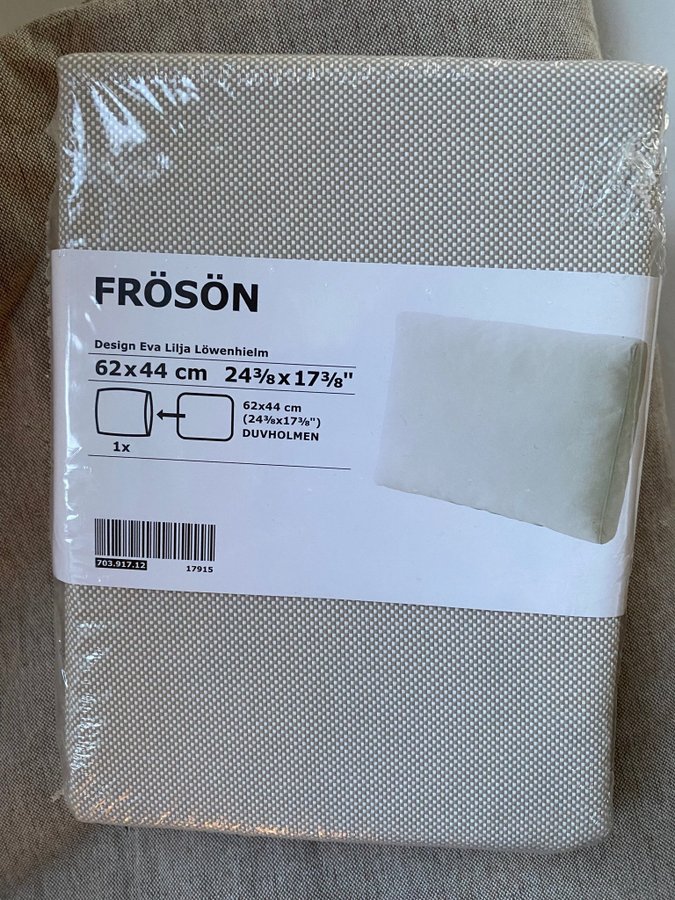 FRÖSÖN
Design Eva Lilja Löwenhielm
62x44 cm 24⅜x17⅜"
62x44 cm
(24⅜x17⅜")
DUVHOLMEN
1x
703.917.12 17915